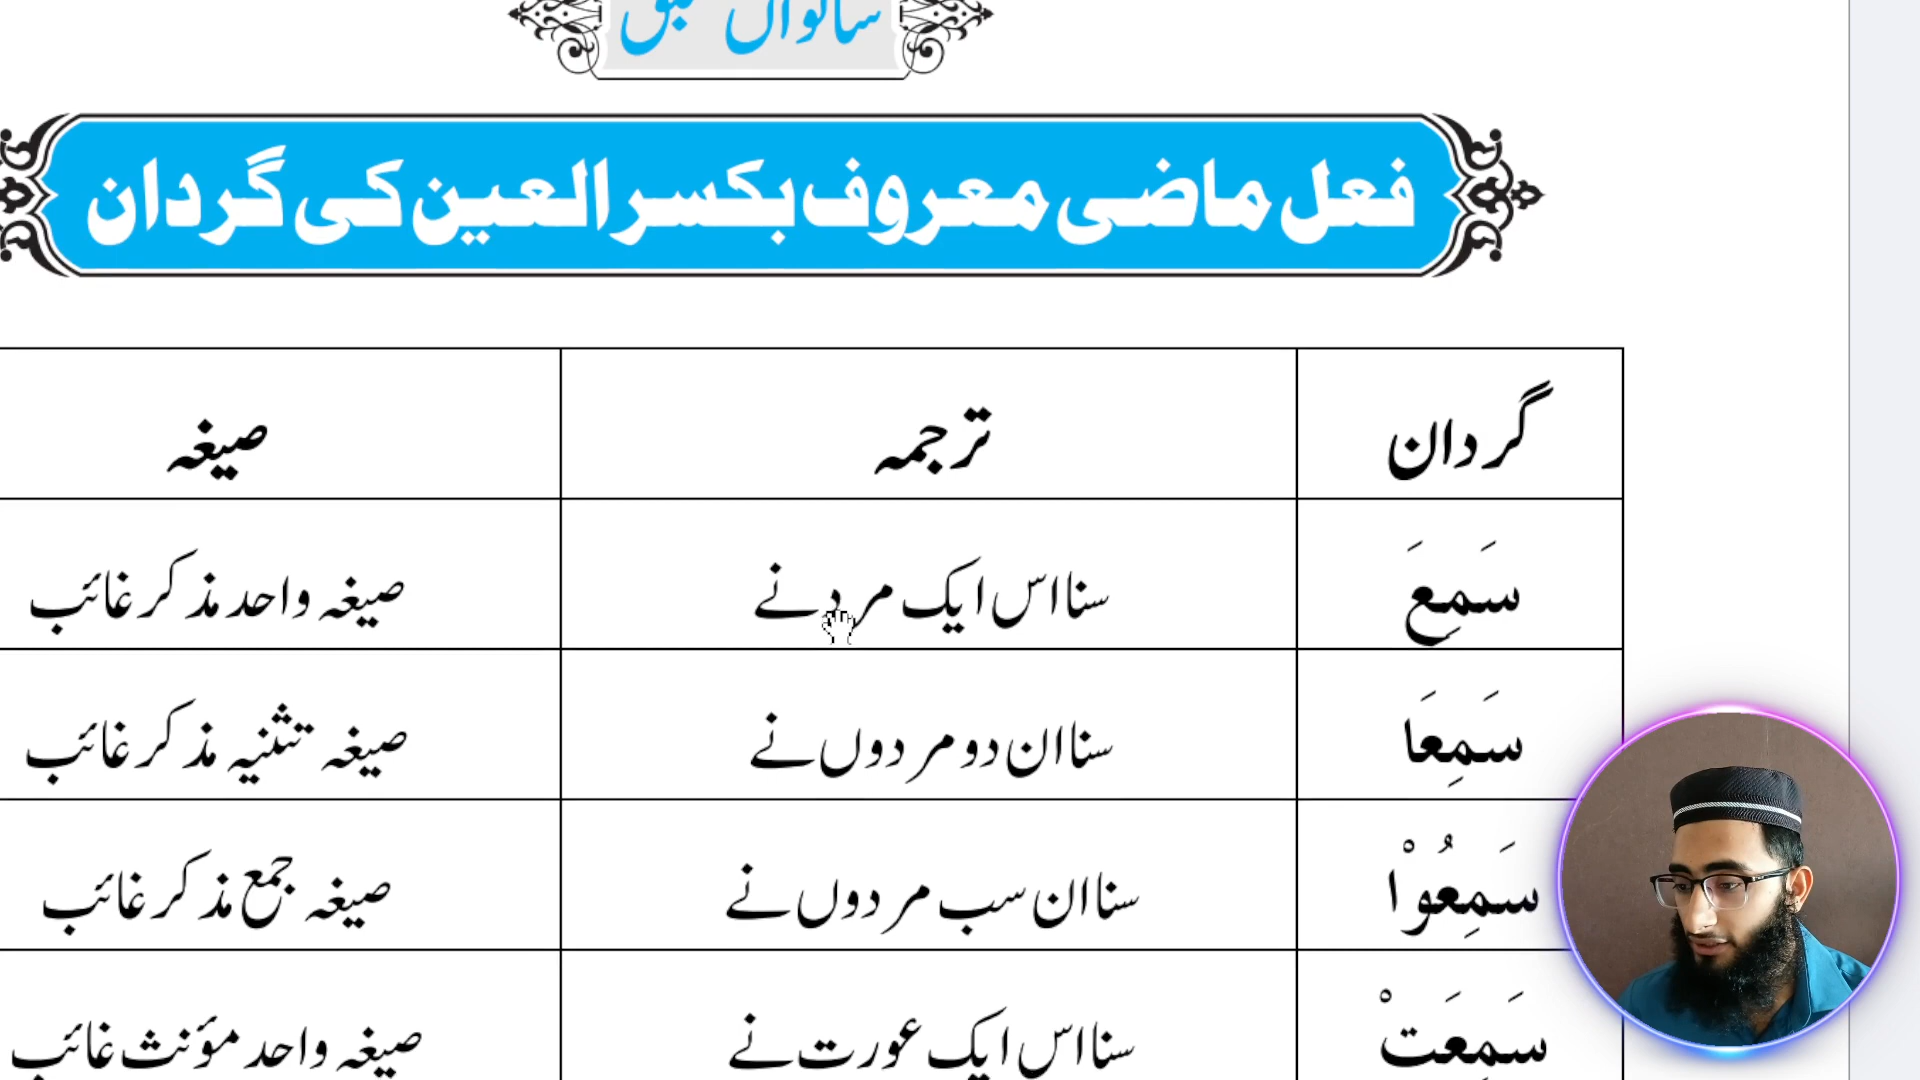 ساتواں سبق
فعل ماضی معروف بکسر العین کی گردان
گردان ترجمہ صیغہ
سَمِعَ سنا اس ایک مرد نے صیغہ واحد مذکر غائب
سَمِعَا سنا ان دو مردوں نے صیغہ تثنیہ مذکر غائب
سَمِعُوْا سنا ان سب مردوں نے صیغہ جمع مذکر غائب
سَمِعَتْ سنا اس ایک عورت نے صیغہ واحد مؤنث غائب